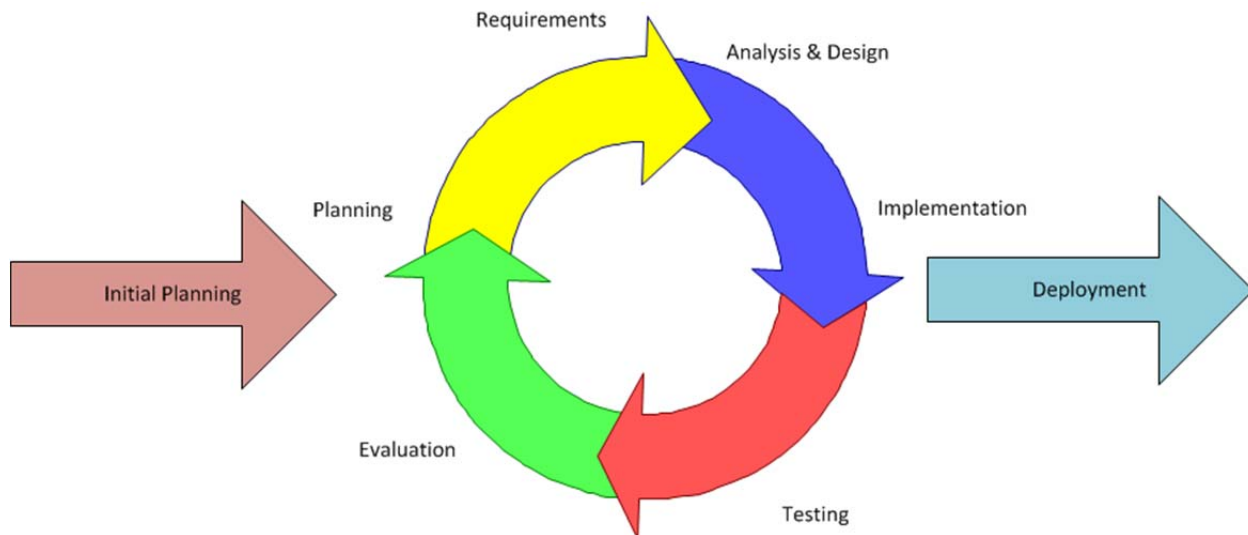 Requirements
Analysis & Design
Planning
Implementation
Initial Planning
Deployment
Evaluation
Testing